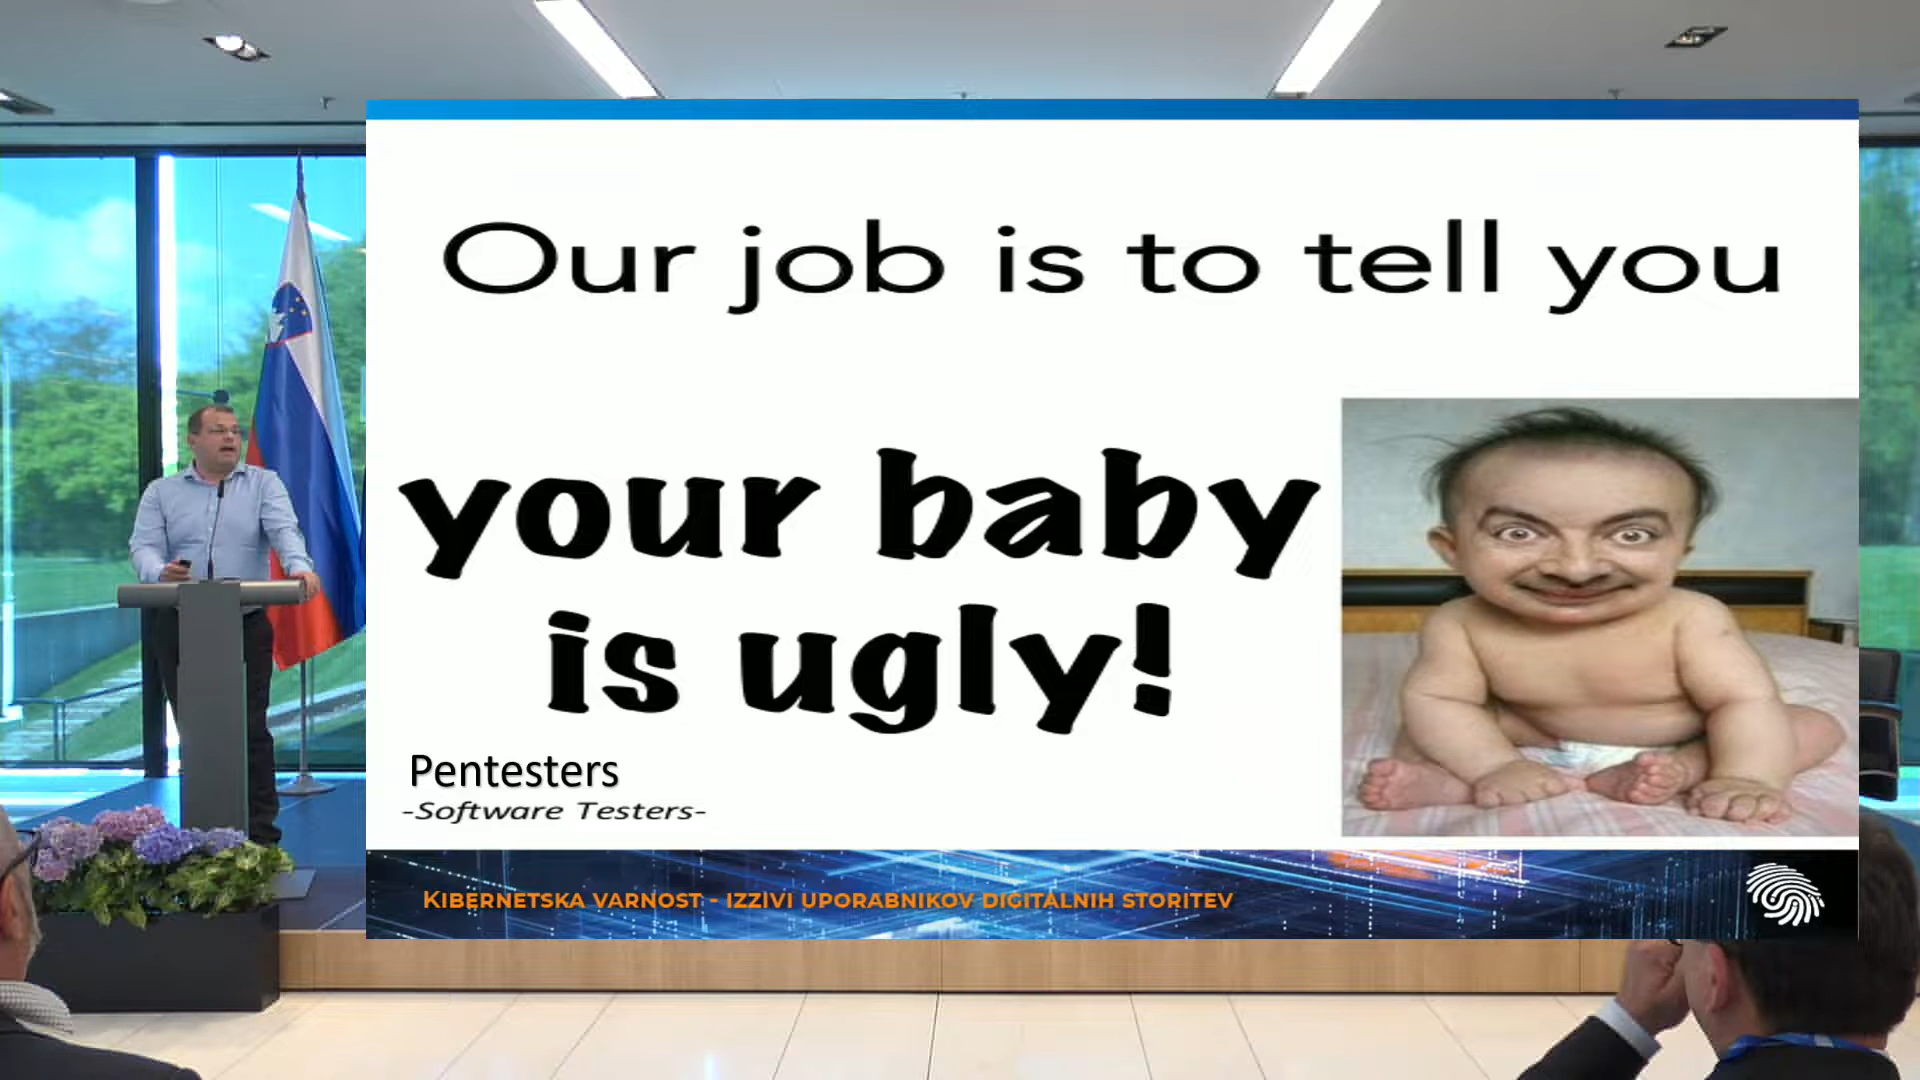 Our job is to tell you
your baby
is ugly!
Pentesters
-Software Testers-
KIBERNETSKA VARNOST - IZZIVI UPORABNIKOV DIGITALNIH STORITEV